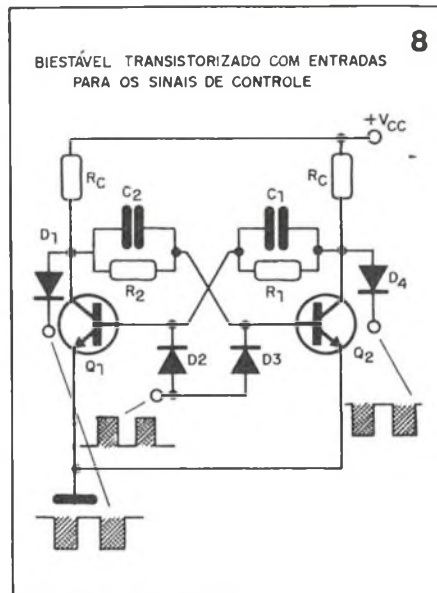 8
BIESTÁVEL TRANSISTORIZADO COM ENTRADAS
PARA OS SINAIS DE CONTROLE
+VCC
RC
C2
C1
RC
D1
R2
R1
D4
Q1
D2
D3
Q2